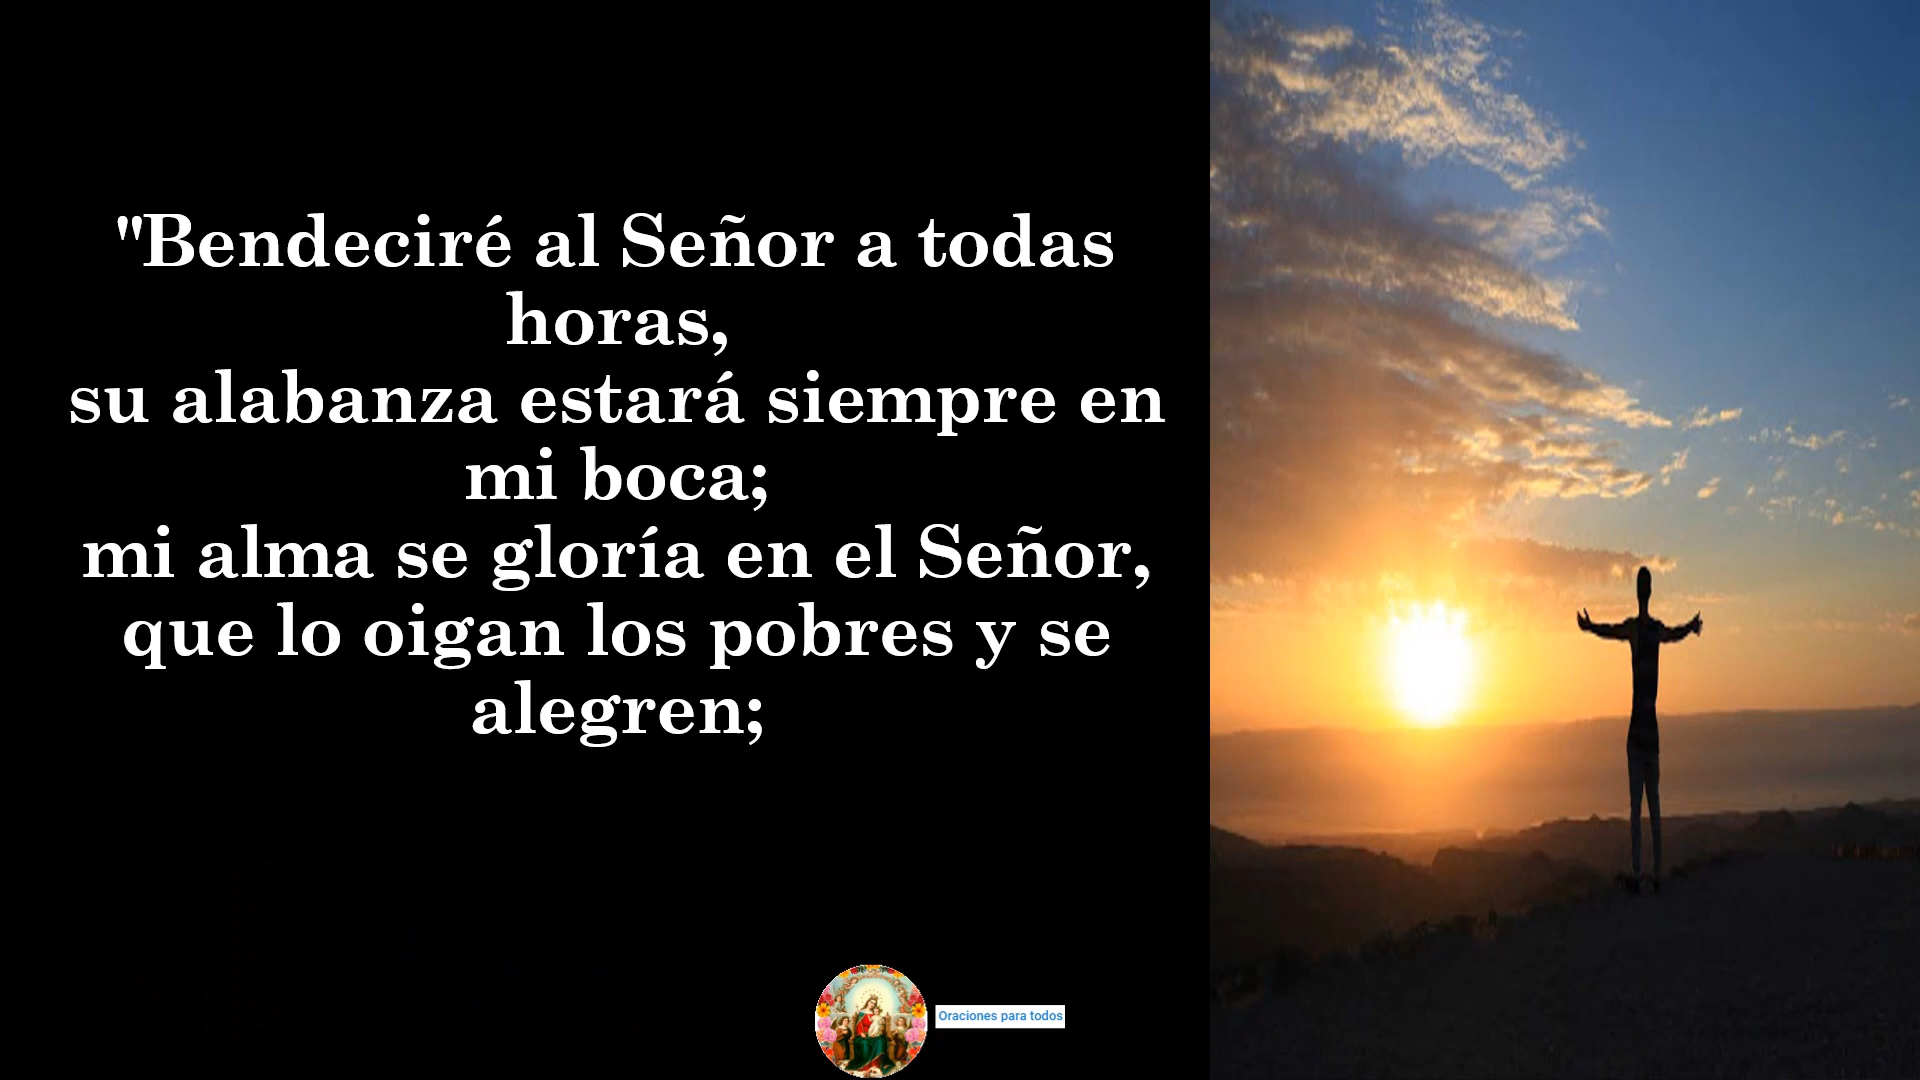 "Bendeciré al Señor a todas
horas,
su alabanza estará siempre en
mi boca;
mi alma se gloría en el Señor,
que lo oigan los pobres y se
alegren;
Oraciones para todos